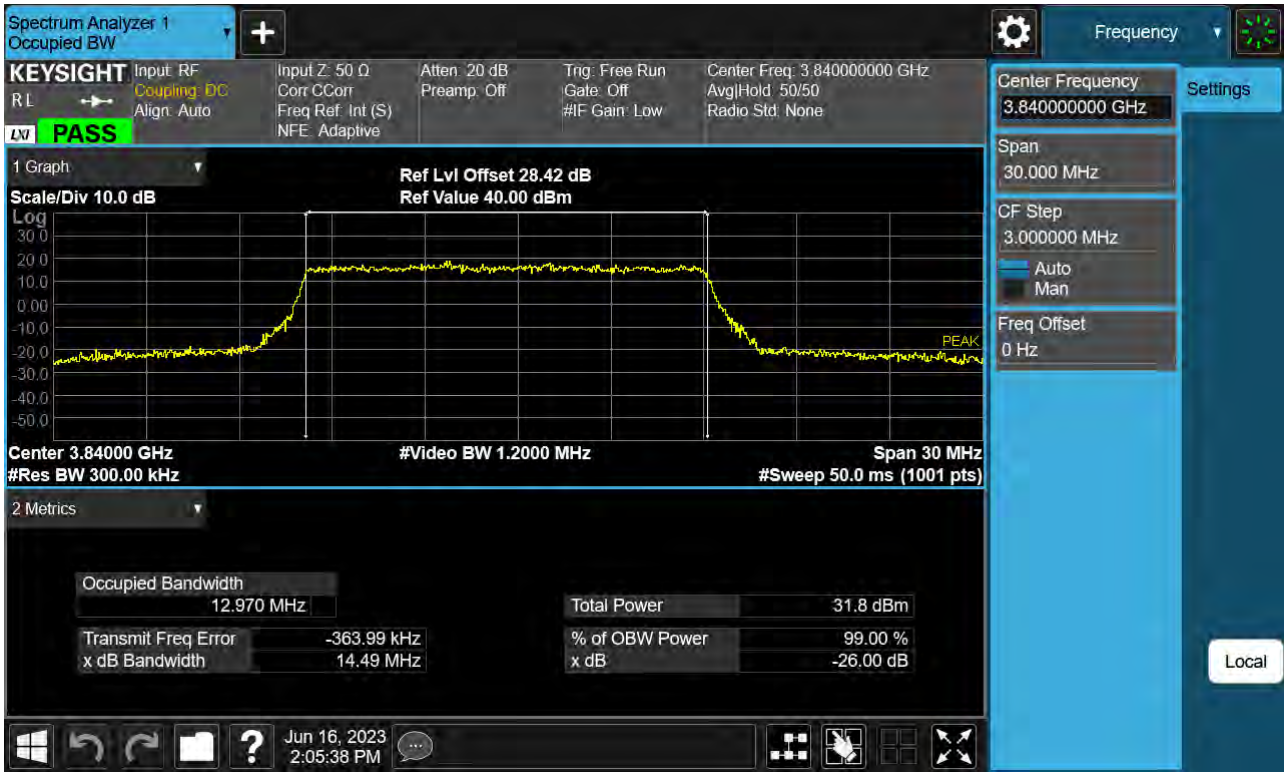 Spectrum Analyzer 1
Occupied BW
+
Frequency
KEYSIGHT
R L
LXI
PASS
Input: RF
Coupling: DC
Align: Auto
Input Z: 50 Ω
Corr CCorr
Freq Ref: Int (S)
NFE: Adaptive
Atten: 20 dB
Preamp: Off
Trig: Free Run
Gate: Off
#IF Gain: Low
Center Freq: 3.840000000 GHz
Avg|Hold: 50/50
Radio Std: None
1 Graph
Scale/Div 10.0 dB
Ref Lvl Offset 28.42 dB
Ref Value 40.00 dBm
Log
30.0
20.0
10.0
0.00
-10.0
-20.0
-30.0
-40.0
-50.0
PEAK
Center 3.84000 GHz
#Video BW 1.2000 MHz
Span 30 MHz
#Res BW 300.00 kHz
#Sweep 50.0 ms (1001 pts)
2 Metrics
Occupied Bandwidth
12.970 MHz
Total Power 31.8 dBm
Transmit Freq Error -363.99 kHz
% of OBW Power 99.00 %
x dB Bandwidth 14.49 MHz
x dB -26.00 dB
Center Frequency
3.840000000 GHz
Span
30.000 MHz
CF Step
3.000000 MHz
Auto
Man
Freq Offset
0 Hz
Settings
Local
?
Jun 16, 2023
2:05:38 PM